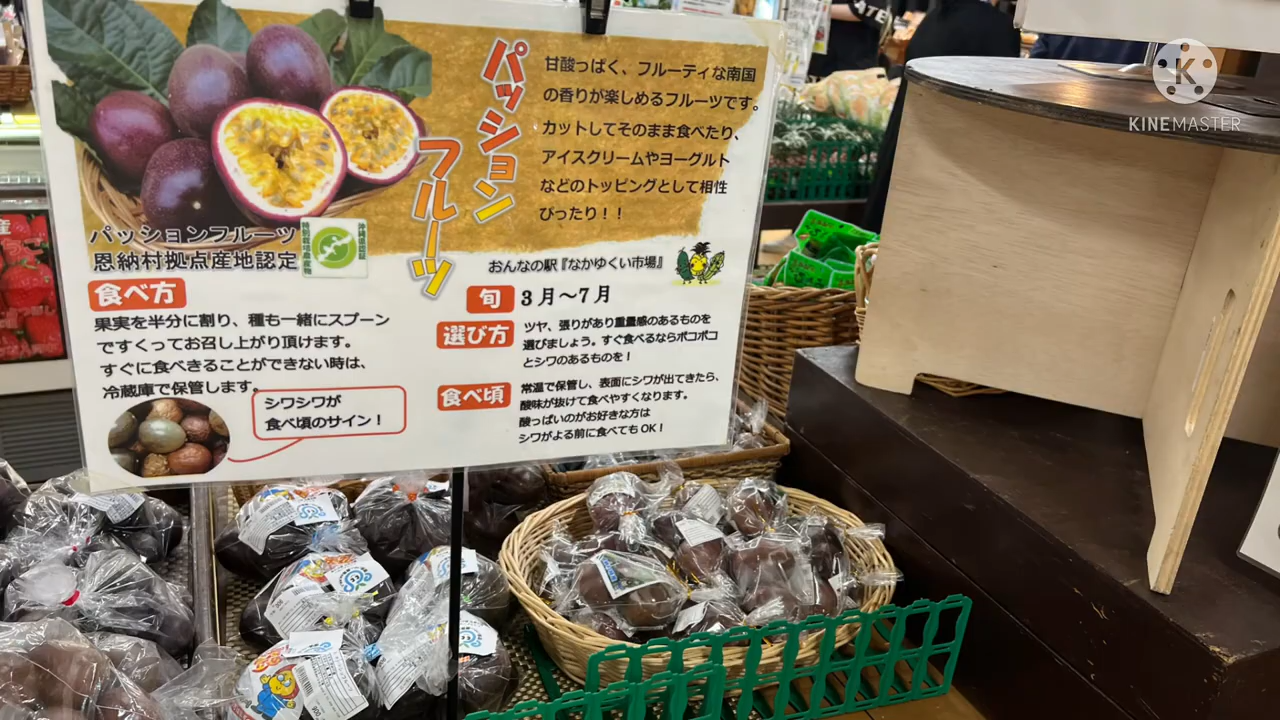 パッション
フルーツ
甘酸っぱく、フルーティな南国
の香りが楽しめるフルーツです。
カットしてそのまま食べたり、
アイスクリームやヨーグルト
などのトッピングとして相性
ぴったり！！
パッションフルーツ
恩納村拠点産地認定
おんなの駅『なかゆくい市場』
食べ方
果実を半分に割り、種も一緒にスプーン
ですくってお召し上がり頂けます。
すぐに食べきることができない時は、
冷蔵庫で保管します。
シワシワが
食べ頃のサイン！
旬 3月～7月
選び方
ツヤ、張りがあり重量感のあるものを
選びましょう。すぐ食べるならポコポコ
とシワのあるものを！
食べ頃
常温で保管し、表面にシワが出てきたら、
酸味が抜けて食べやすくなります。
酸っぱいのがお好きな方は
シワがよる前に食べてもOK！
K
KINEMASTER